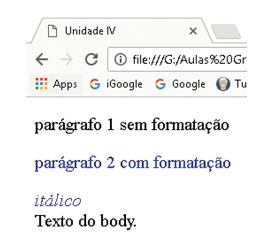 Unidade IV
file:///G:/Aulas%20Gr
Apps iGoogle Google Tu
parágrafo 1 sem formatação
parágrafo 2 com formatação
itálico
Texto do body.